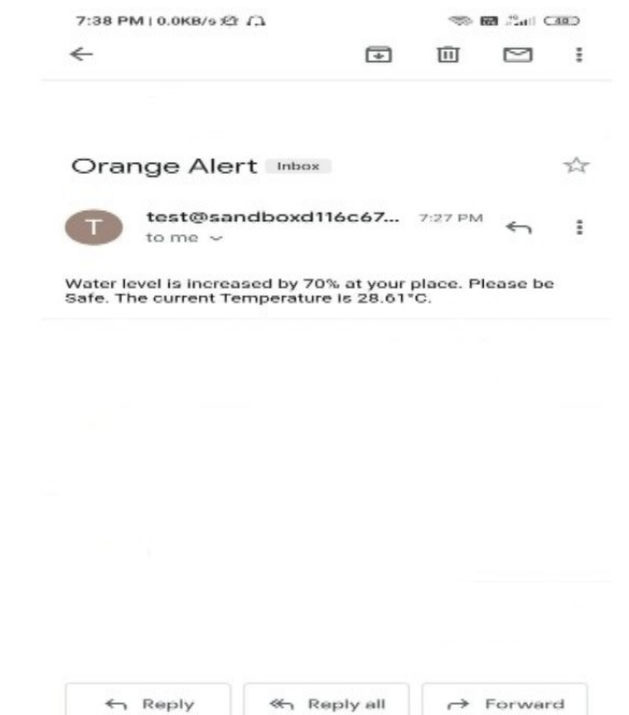 7:38 PM | 0.0KB/s
Orange Alert Inbox
T
test@sandboxd116c67... 7:27 PM
to me
Water level is increased by 70% at your place. Please be
Safe. The current Temperature is 28.61°C.
Reply Reply all Forward